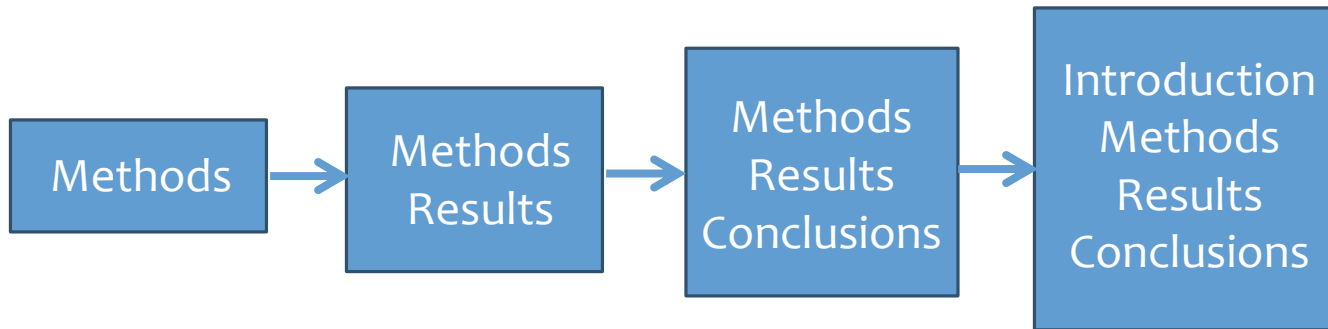 Methods
Methods
Results
Methods
Results
Conclusions
Introduction
Methods
Results
Conclusions